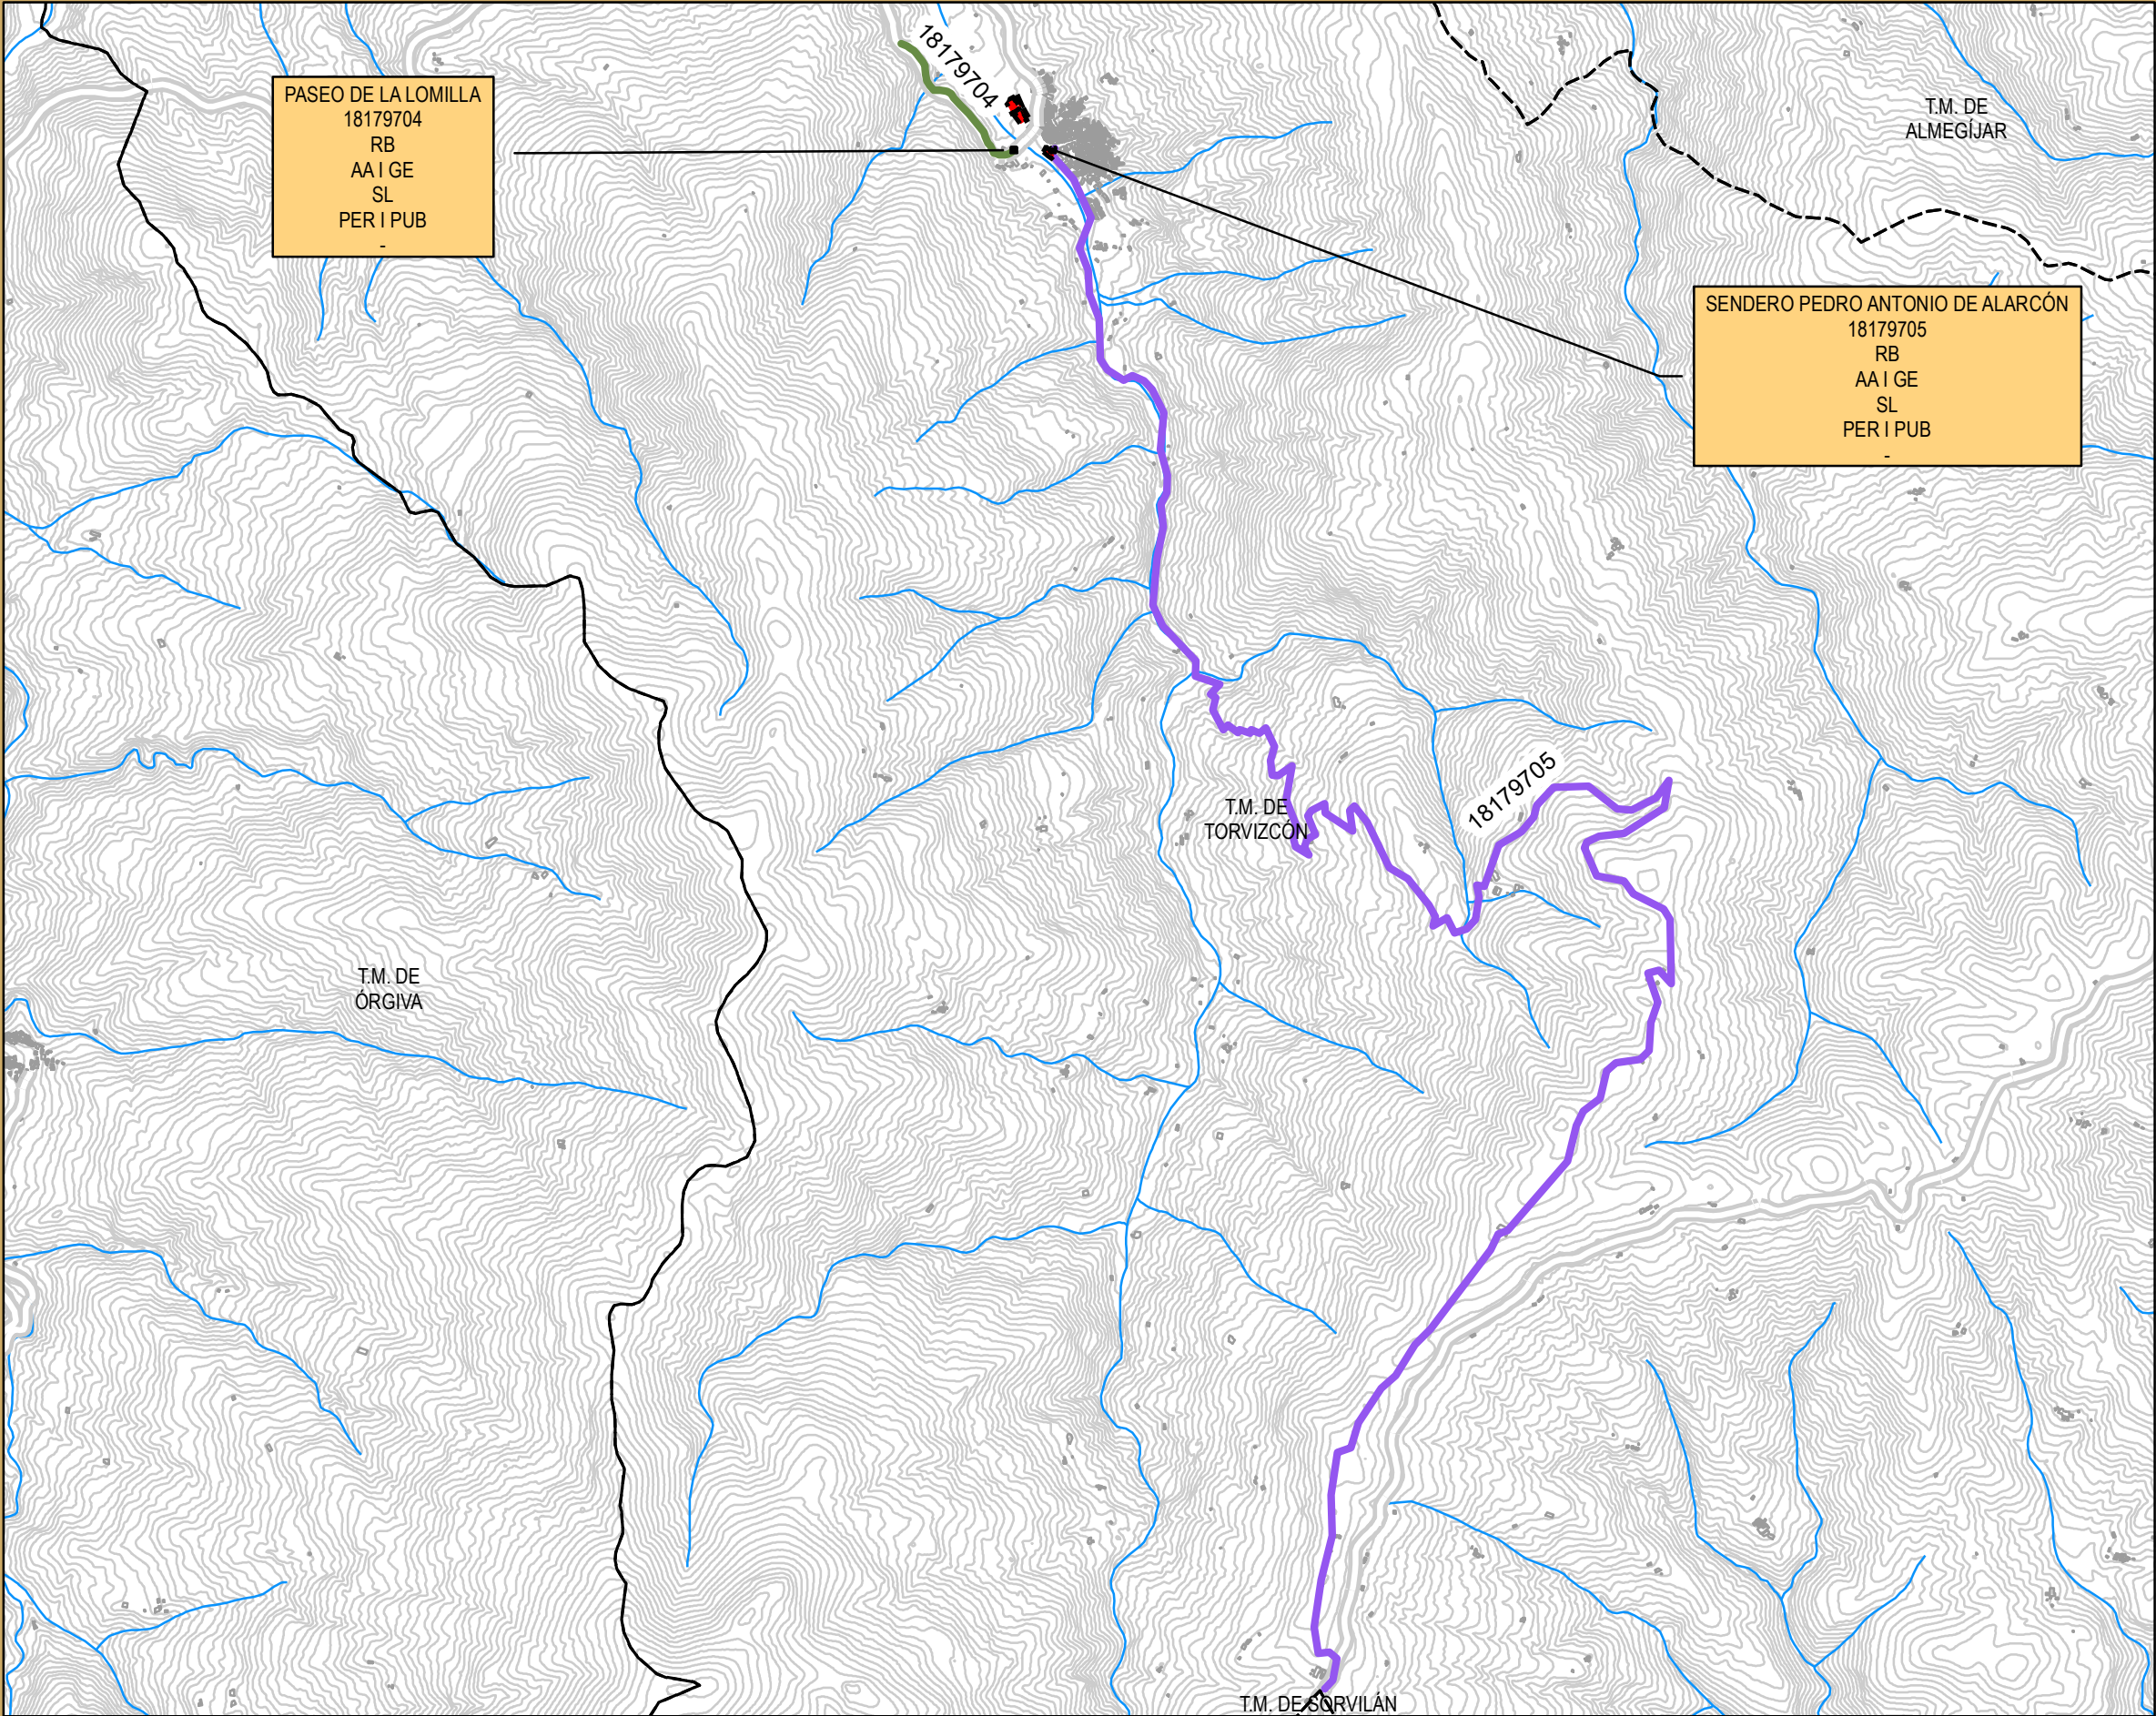 18179704
PASEO DE LA LOMILLA
18179704
RB
AA I GE
SL
PER I PUB
-
T.M. DE
ALMEGÍJAR
SENDERO PEDRO ANTONIO DE ALARCÓN
18179705
RB
AA I GE
SL
PER I PUB
-
18179705
T.M. DE
TORVIZCÓN
T.M. DE
ÓRGIVA
T.M. DE SORVILÁN